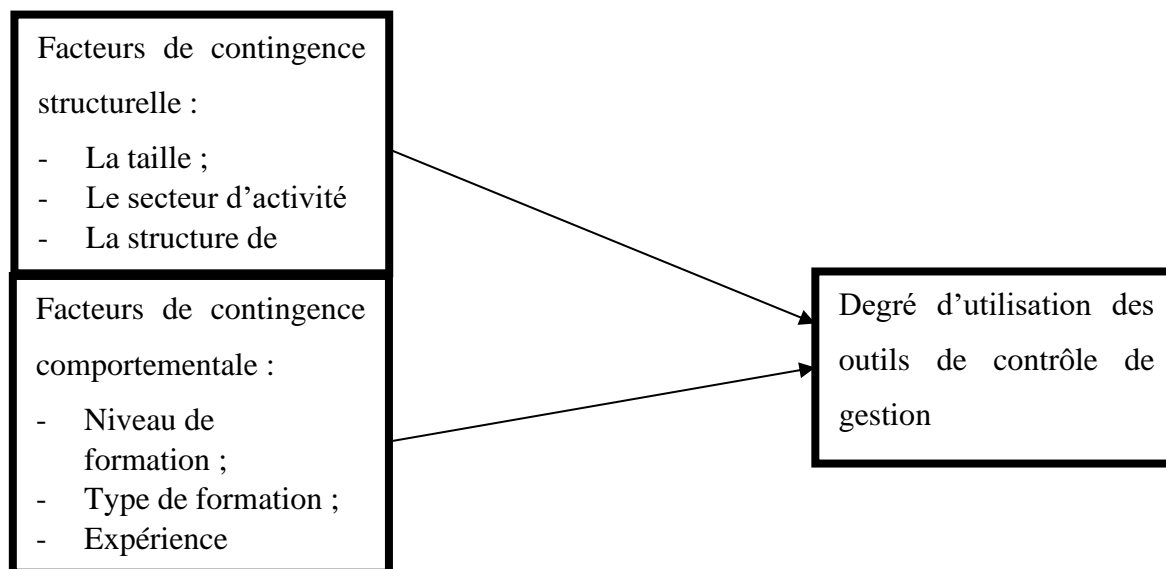 Facteurs de contingence
structurelle :
- La taille ;
- Le secteur d’activité
- La structure de
Facteurs de contingence
comportementale :
- Niveau de
formation ;
- Type de formation ;
- Expérience
Degré d’utilisation des
outils de contrôle de
gestion